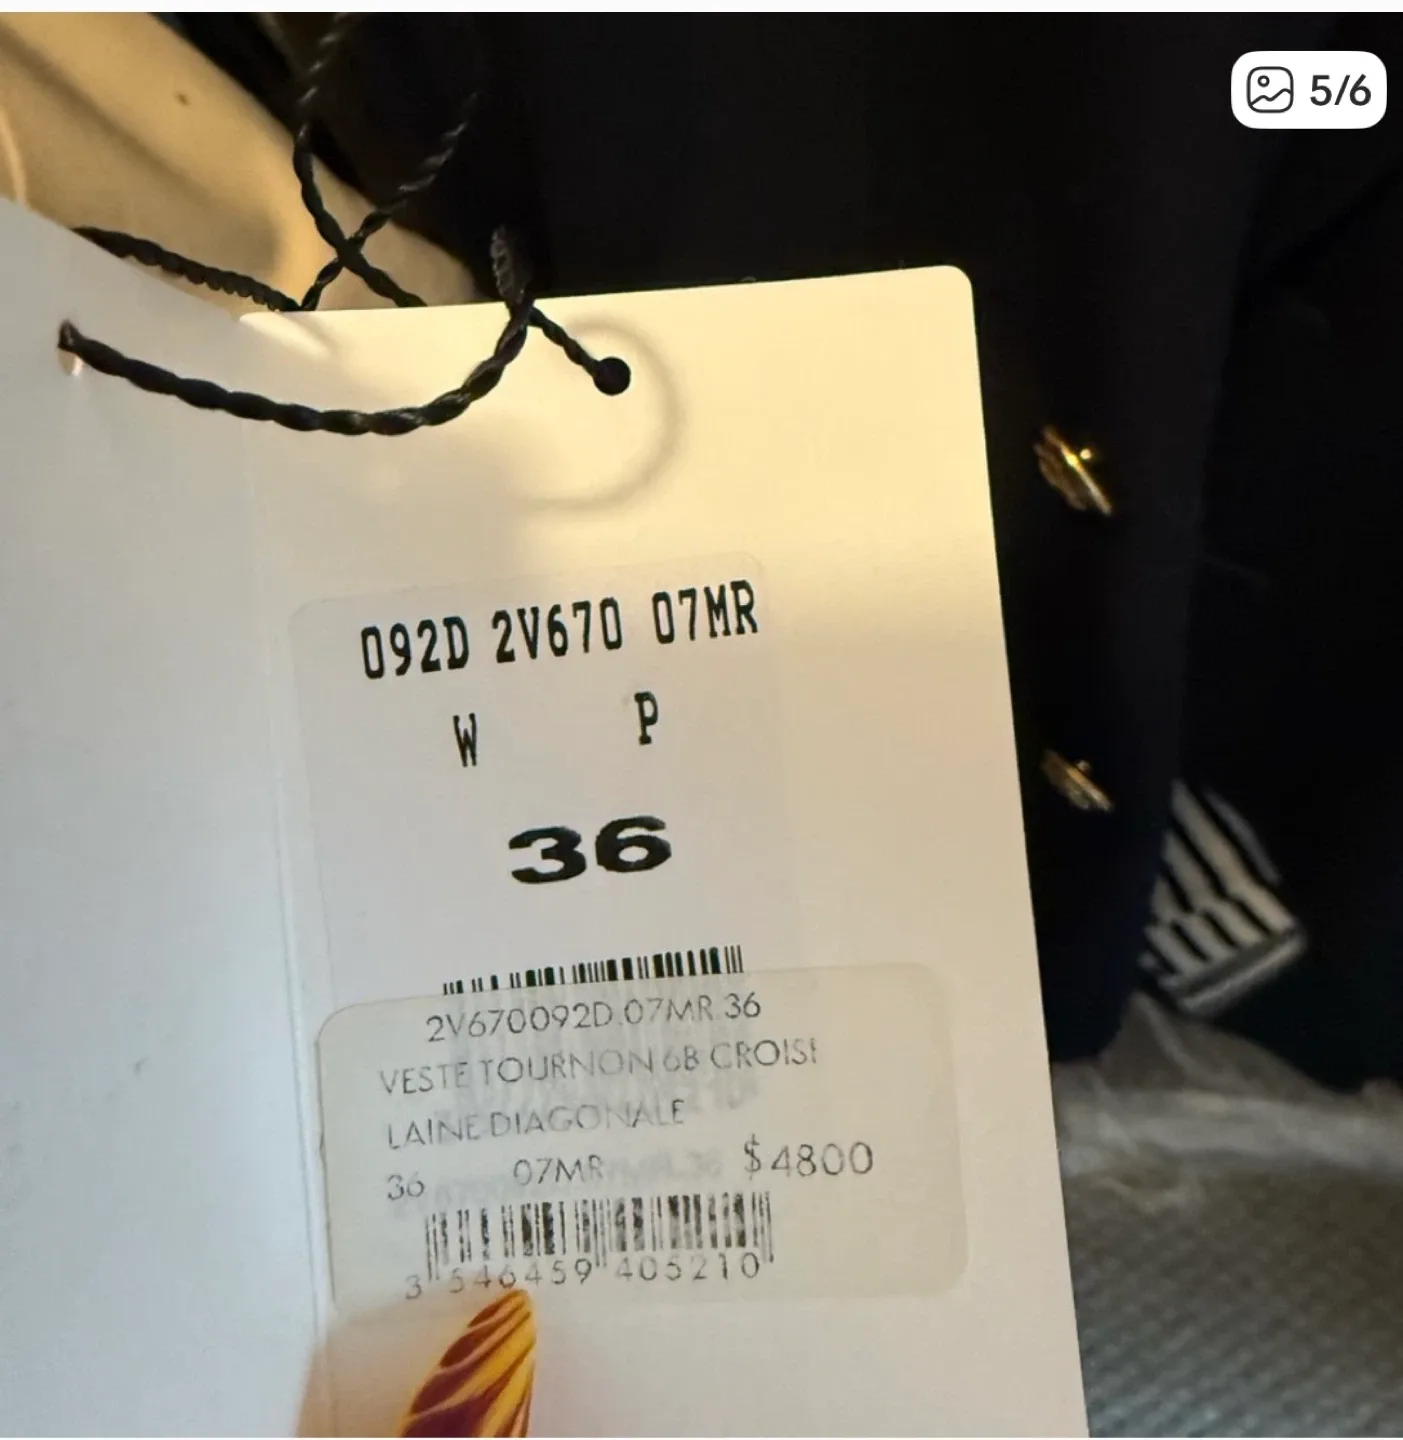 5/6
092D 2V670 07MR
W P
36
2V670092D.07MR.36
VESTE TOURNON 6B CROISE
LAINE DIAGONALE
36 07MR $4800
3 546459 405210